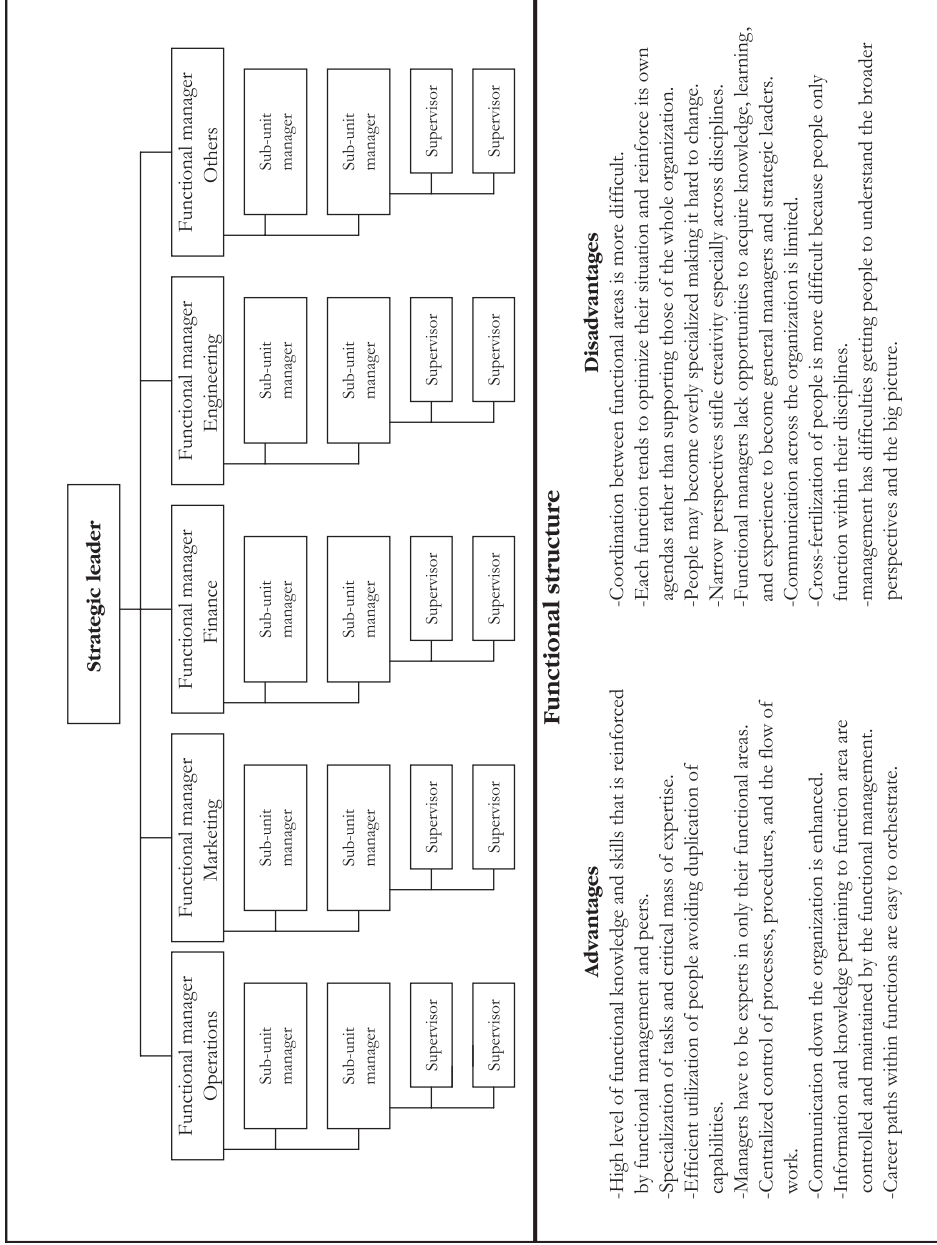 Strategic leader
Functional manager
Operations
Functional manager
Marketing
Functional manager
Finance
Functional manager
Engineering
Functional manager
Others
Sub-unit
manager
Sub-unit
manager
Sub-unit
manager
Sub-unit
manager
Sub-unit
manager
Sub-unit
manager
Sub-unit
manager
Sub-unit
manager
Sub-unit
manager
Sub-unit
manager
Supervisor
Supervisor
Supervisor
Supervisor
Supervisor
Supervisor
Supervisor
Supervisor
Supervisor
Supervisor
Functional structure
Advantages
-High level of functional knowledge and skills that is reinforced
by functional management and peers.
-Specialization of tasks and critical mass of expertise.
-Efficient utilization of people avoiding duplication of
capabilities.
-Managers have to be experts in only their functional areas.
-Centralized control of processes, procedures, and the flow of
work.
-Communication down the organization is enhanced.
-Information and knowledge pertaining to function area are
controlled and maintained by the functional management.
-Career paths within functions are easy to orchestrate.
Disadvantages
-Coordination between functional areas is more difficult.
-Each function tends to optimize their situation and reinforce its own
agendas rather than supporting those of the whole organization.
-People may become overly specialized making it hard to change.
-Narrow perspectives stifle creativity especially across disciplines.
-Functional managers lack opportunities to acquire knowledge, learning,
and experience to become general managers and strategic leaders.
-Communication across the organization is limited.
-Cross-fertilization of people is more difficult because people only
function within their disciplines.
-management has difficulties getting people to understand the broader
perspectives and the big picture.